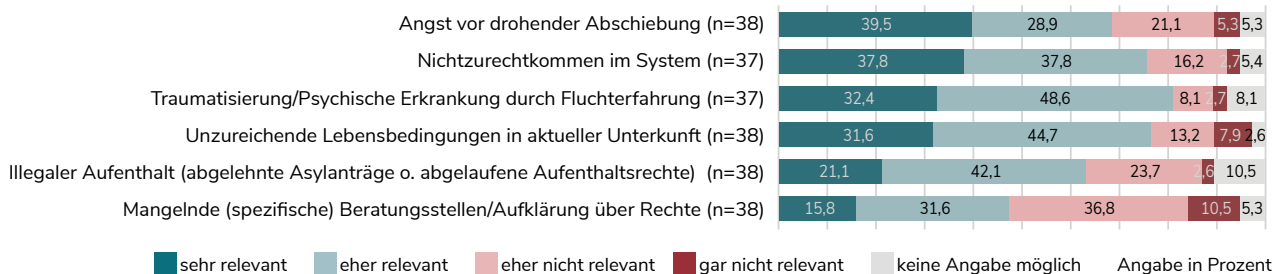 Angst vor drohender Abschiebung (n=38) 39,5 28,9 21,1 5,3 5,3
Nichtzurechtkommen im System (n=37) 37,8 37,8 16,2 2,7 5,4
Traumatisierung/Psychische Erkrankung durch Fluchterfahrung (n=37) 32,4 48,6 8,1 2,7 8,1
Unzureichende Lebensbedingungen in aktueller Unterkunft (n=38) 31,6 44,7 13,2 7,9 2,6
Illegaler Aufenthalt (abgelehnte Asylanträge o. abgelaufene Aufenthaltsrechte) (n=38) 21,1 42,1 23,7 2,6 10,5
Mangelnde (spezifische) Beratungsstellen/Aufklärung über Rechte (n=38) 15,8 31,6 36,8 10,5 5,3
sehr relevant eher relevant eher nicht relevant gar nicht relevant keine Angabe möglich Angabe in Prozent